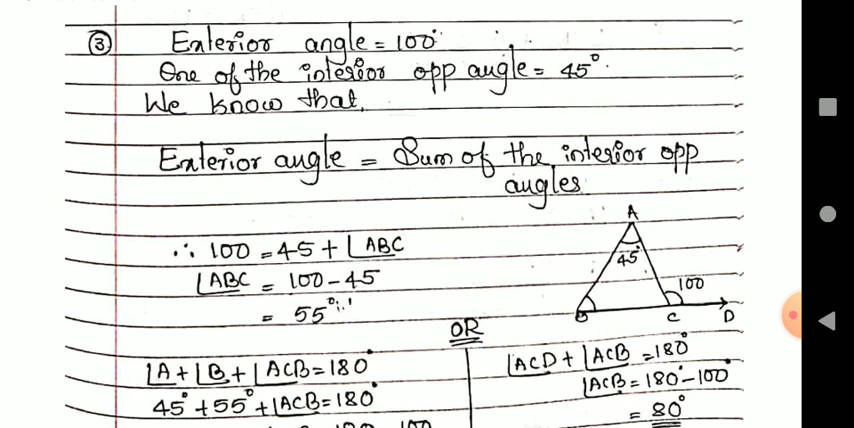 ③ Exterior angle = 100°
One of the interior opp angle = 45°.
We know that,
Exterior angle = Sum of the interior opp
angles
∴ 100 = 45 + ∠ABC
∠ABC = 100 - 45
= 55°
A
45°
100
B
C
D
OR
∠A + ∠B + ∠ACB = 180°
45° + 55° + ∠ACB = 180°
∠ACD + ∠ACB = 180°
∠ACB = 180° - 100°
= 80°